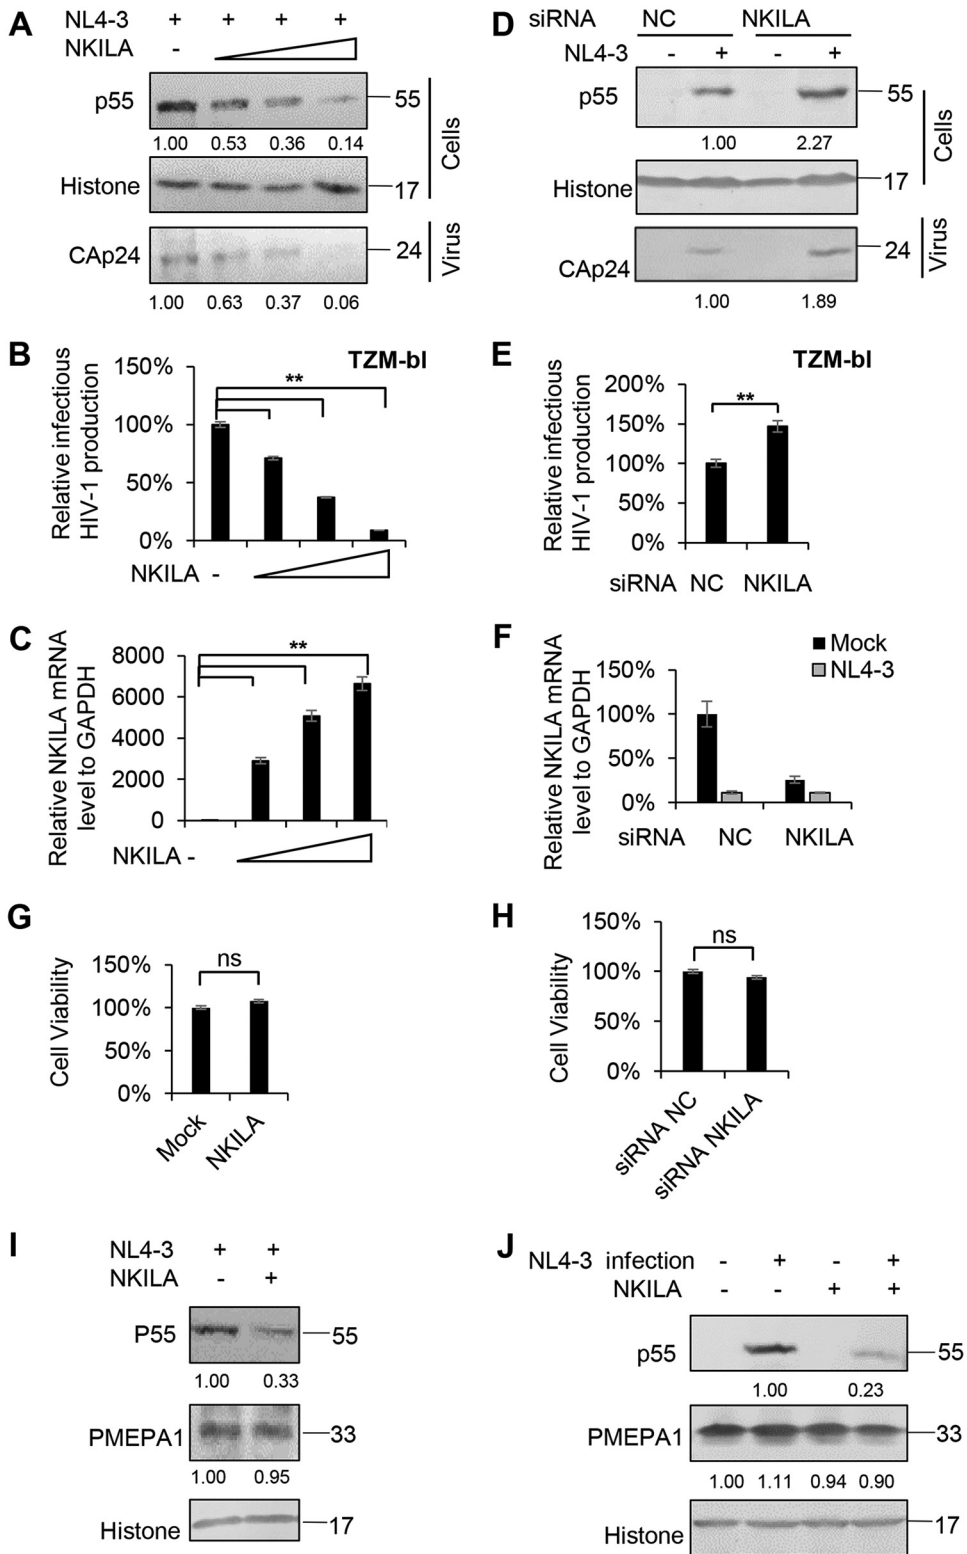 A
NL4-3 + + + +
NKILA -
p55 55
1.00 0.53 0.36 0.14
Histone 17
Cells
CAp24 24
Virus
1.00 0.63 0.37 0.06
D
siRNA NC NKILA
NL4-3 - + - +
p55 55
1.00 2.27
Histone 17
Cells
CAp24 24
Virus
1.00 1.89
B
TZM-bl
Relative infectious
HIV-1 production
150%
100%
50%
0%
**
NKILA -
E
TZM-bl
Relative infectious
HIV-1 production
200%
150%
100%
50%
0%
**
siRNA NC NKILA
C
Relative NKILA mRNA
level to GAPDH
8000
6000
4000
2000
0
**
NKILA -
F
Mock
NL4-3
Relative NKILA mRNA
level to GAPDH
150%
100%
50%
0%
siRNA NC NKILA
G
Cell Viability
150%
100%
50%
0%
ns
Mock
NKILA
H
Cell Viability
150%
100%
50%
0%
ns
siRNA NC
siRNA NKILA
I
NL4-3 + +
NKILA - +
P55 55
1.00 0.33
PMEPA1 33
1.00 0.95
Histone 17
J
NL4-3 infection - + - +
NKILA - - + +
p55 55
1.00 0.23
PMEPA1 33
1.00 1.11 0.94 0.90
Histone 17